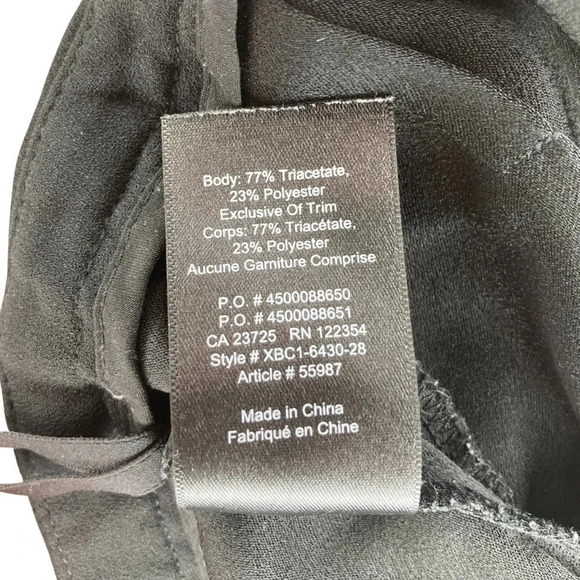 Body: 77% Triacetate,
23% Polyester
Exclusive Of Trim
Corps: 77% Triacétate,
23% Polyester
Aucune Garniture Comprise
P.O. # 4500088650
P.O. # 4500088651
CA 23725 RN 122354
Style # XBC1-6430-28
Article # 55987
Made in China
Fabriqué en Chine